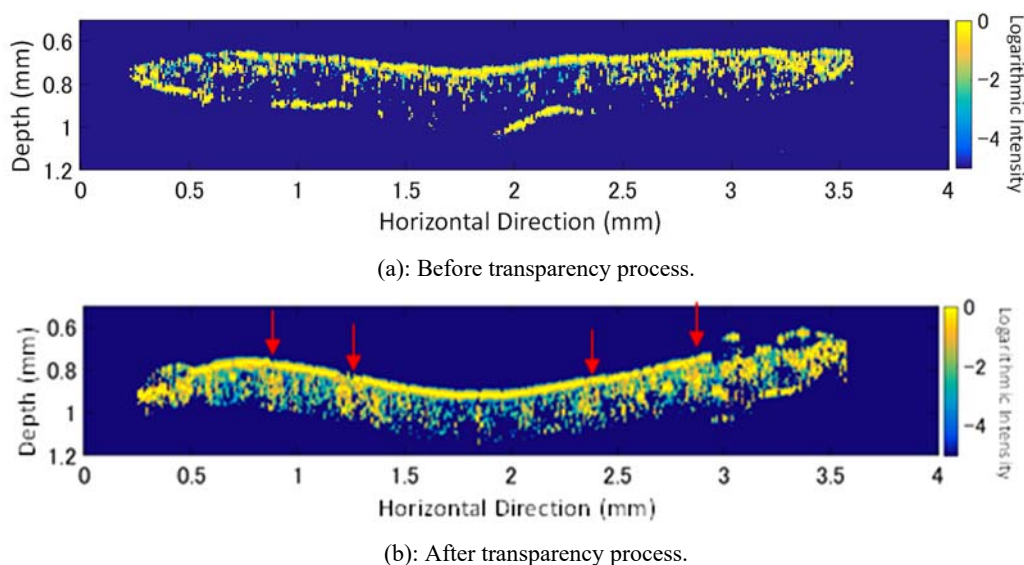 0.6
0.8
1
1.2
Depth (mm)
0 0.5 1 1.5 2 2.5 3 3.5 4
Horizontal Direction (mm)
0
−2
−4
Logarithmic Intensity
(a): Before transparency process.
0.6
0.8
1
1.2
Depth (mm)
0 0.5 1 1.5 2 2.5 3 3.5 4
Horizontal Direction (mm)
0
−2
−4
Logarithmic Intensity
(b): After transparency process.